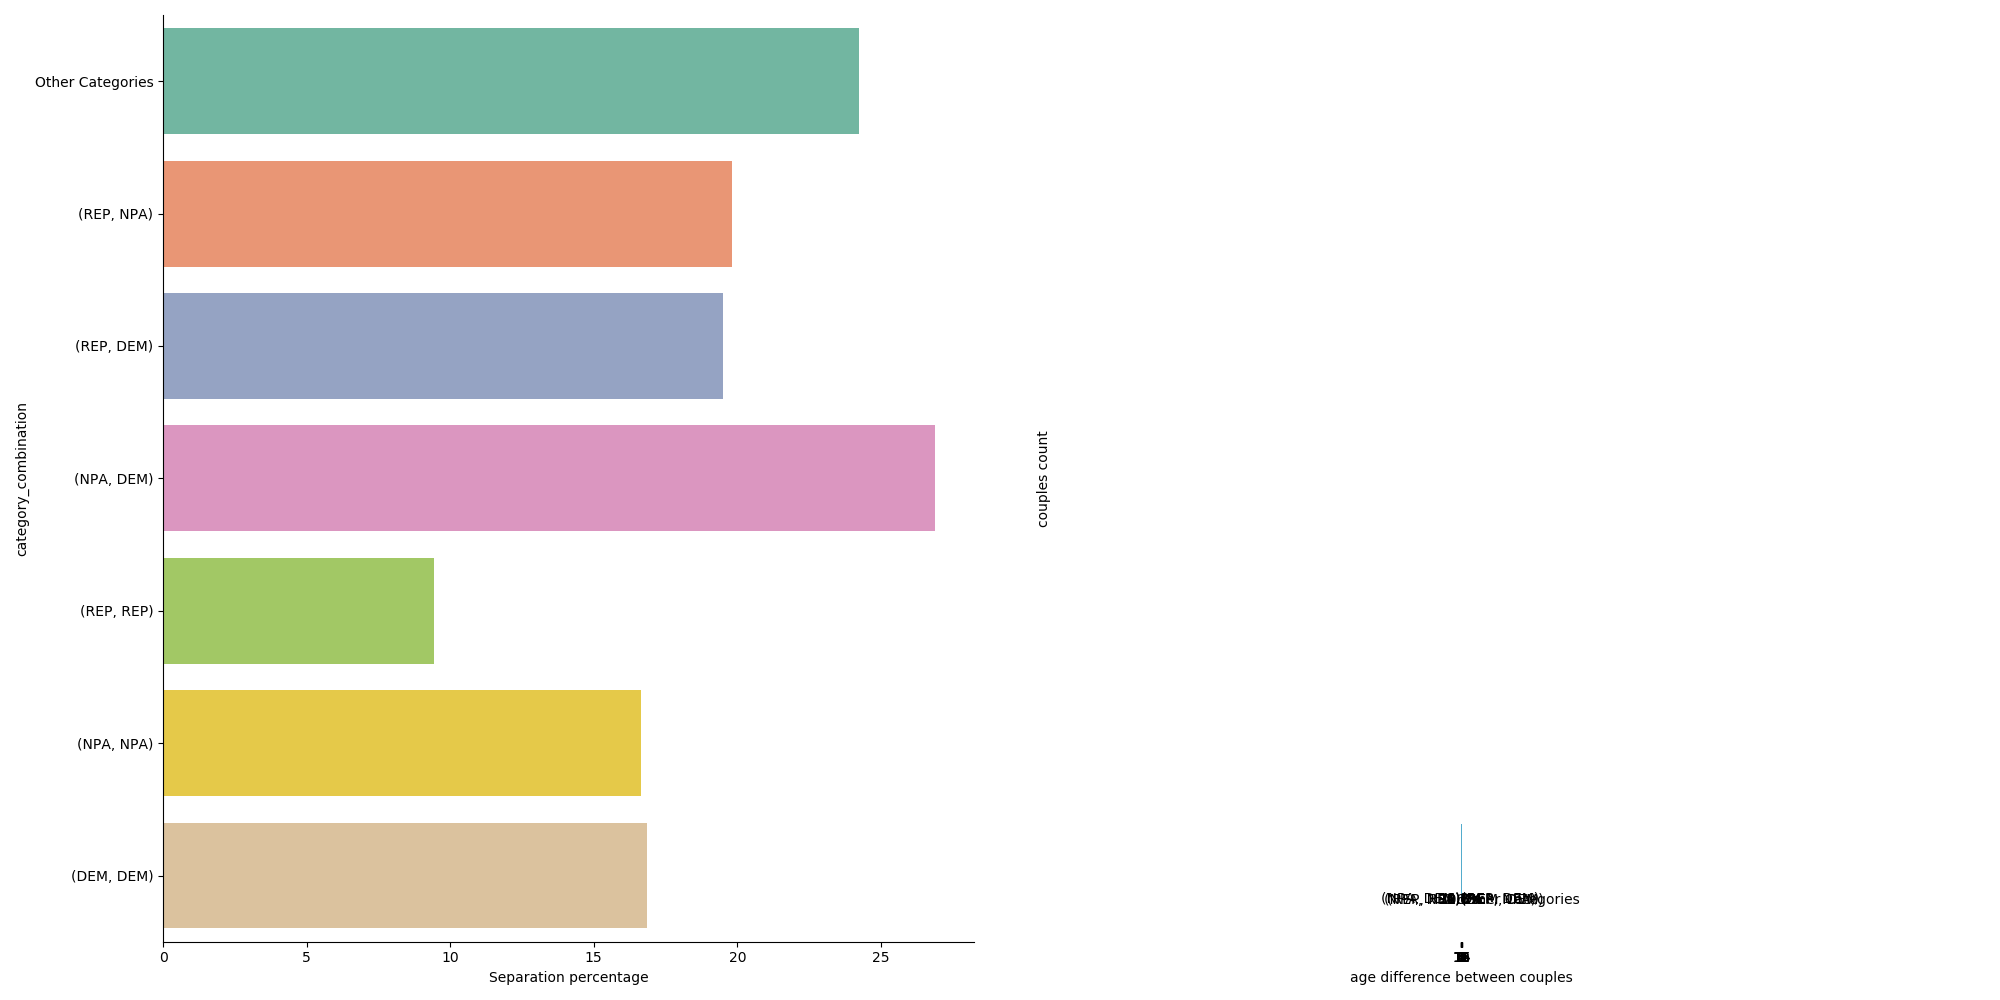 Other Categories
(REP, NPA)
(REP, DEM)
(NPA, DEM)
(REP, REP)
(NPA, NPA)
(DEM, DEM)
category_combination
0 5 10 15 20 25
Separation percentage
couples count
age difference between couples